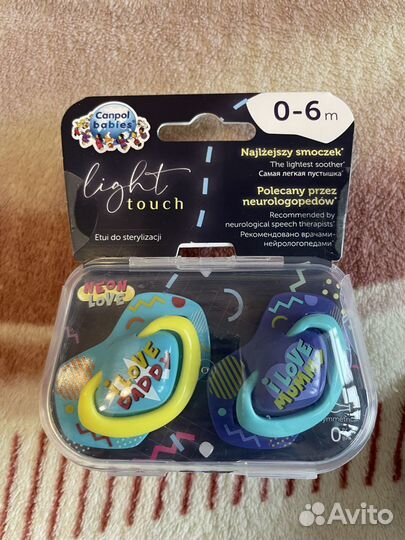 Canpol
babies
0-6 m
light
touch
Najlżejszy smoczek*
The lightest soother*
Самая легкая пустышка*
Polecany przez
neurologopedów*
Recommended by
neurological speech therapists*
Рекомендовано врачами-
нейрологопедами*
Etui do sterylizacji
NEON
LOVE
I LOVE
DADDY
I LOVE
MUMMY
Avito